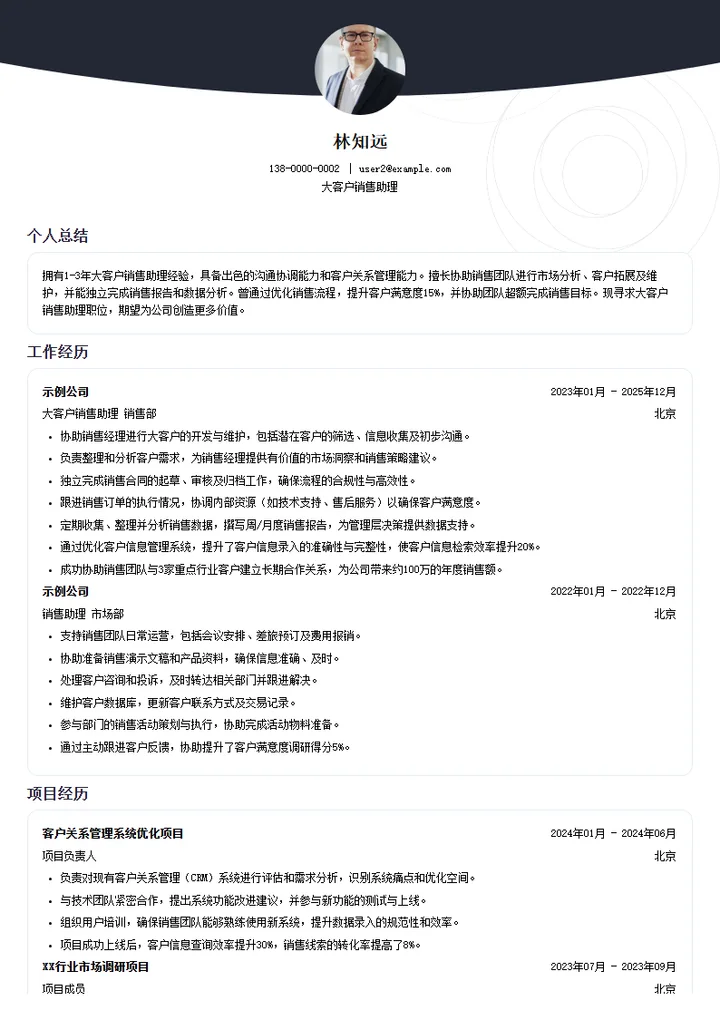 林知远
138-0000-0002 | user2@example.com
大客户销售助理
个人总结
拥有1-3年大客户销售助理经验，具备出色的沟通协调能力和客户关系管理能力。擅长协助销售团队进行市场分析、客户拓展及维
护，并能独立完成销售报告和数据分析。曾通过优化销售流程，提升客户满意度15%，并协助团队超额完成销售目标。现寻求大客户
销售助理职位，期望为公司创造更多价值。
工作经历
示例公司 2023年01月 - 2025年12月
大客户销售助理 销售部 北京
• 协助销售经理进行大客户的开发与维护，包括潜在客户的筛选、信息收集及初步沟通。
• 负责整理和分析客户需求，为销售经理提供有价值的市场洞察和销售策略建议。
• 独立完成销售合同的起草、审核及归档工作，确保流程的合规性与高效性。
• 跟进销售订单的执行情况，协调内部资源（如技术支持、售后服务）以确保客户满意度。
• 定期收集、整理并分析销售数据，撰写周/月度销售报告，为管理层决策提供数据支持。
• 通过优化客户信息管理系统，提升了客户信息录入的准确性与完整性，使客户信息检索效率提升20%。
• 成功协助销售团队与3家重点行业客户建立长期合作关系，为公司带来约100万的年度销售额。
示例公司 2022年01月 - 2022年12月
销售助理 市场部 北京
• 支持销售团队日常运营，包括会议安排、差旅预订及费用报销。
• 协助准备销售演示文稿和产品资料，确保信息准确、及时。
• 处理客户咨询和投诉，及时转达相关部门并跟进解决。
• 维护客户数据库，更新客户联系方式及交易记录。
• 参与部门的销售活动策划与执行，协助完成活动物料准备。
• 通过主动跟进客户反馈，协助提升了客户满意度调研得分5%。
项目经历
客户关系管理系统优化项目 2024年01月 - 2024年06月
项目负责人 北京
• 负责对现有客户关系管理（CRM）系统进行评估和需求分析，识别系统痛点和优化空间。
• 与技术团队紧密合作，提出系统功能改进建议，并参与新功能的测试与上线。
• 组织用户培训，确保销售团队能够熟练使用新系统，提升数据录入的规范性和效率。
• 项目成功上线后，客户信息查询效率提升30%，销售线索的转化率提高了8%。
XX行业市场调研项目 2023年07月 - 2023年09月
项目成员 北京